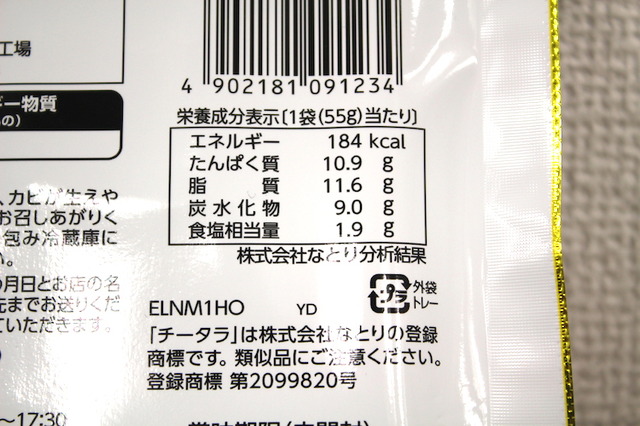 工場
4 902181 091234
ー物質
の)
栄養成分表示〔1袋(55g)当たり〕
エネルギー 184 kcal
たんぱく質 10.9 g
脂 質 11.6 g
炭水化物 9.0 g
食塩相当量 1.9 g
株式会社なとり分析結果
、カビが生えや
お召しあがりく
包み冷蔵庫に
い。
月日とお店の名
先までお送りくだ
ていただきます。
プラ
外袋
トレー
ELNM1HO YD
「チータラ」は株式会社なとりの登録
商標です。類似品にご注意ください。
登録商標 第2099820号
〜17:30